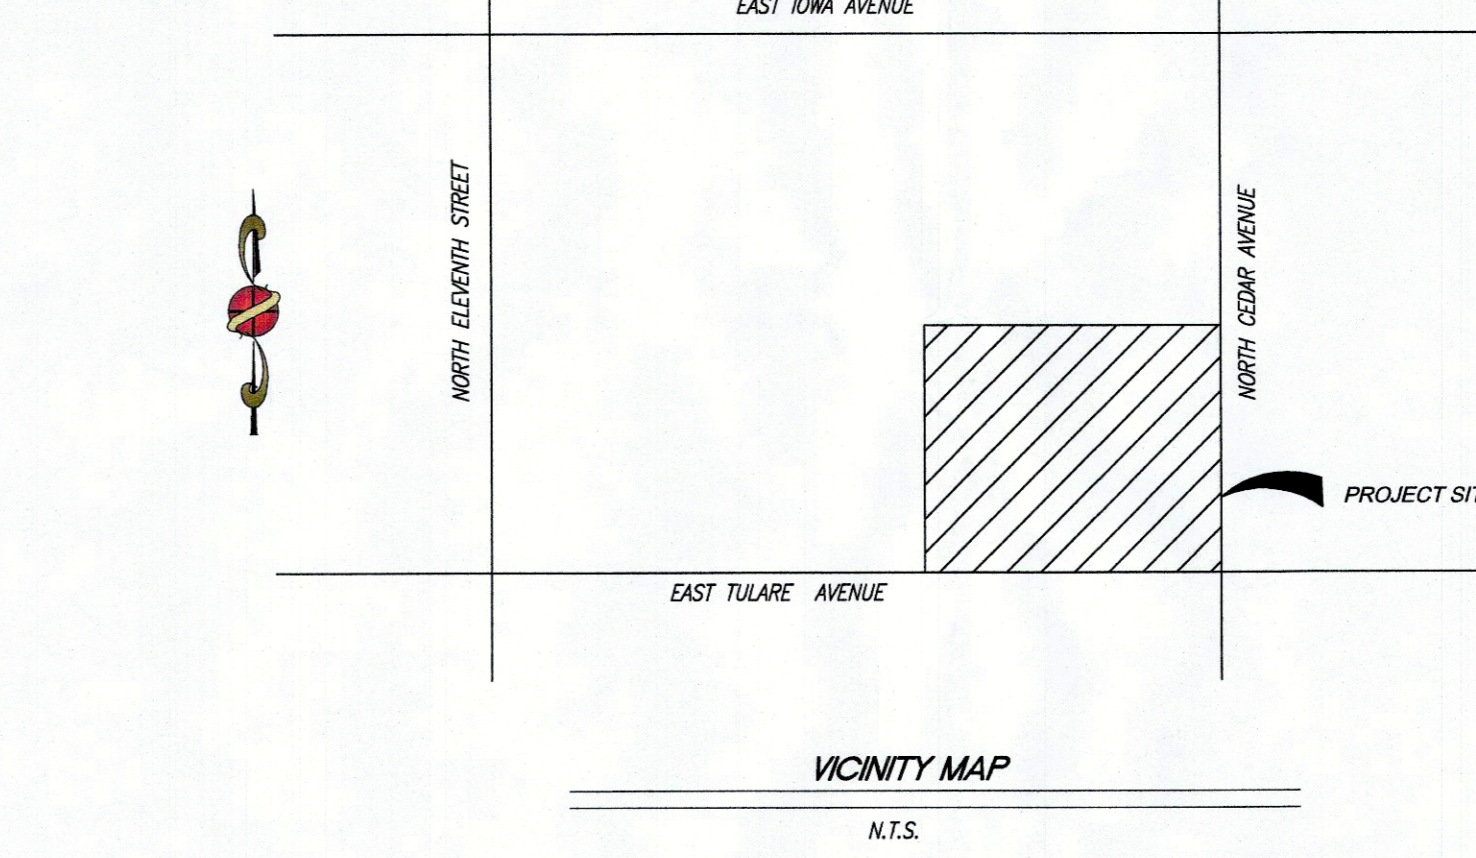 EAST IOWA AVENUE
NORTH ELEVENTH STREET
NORTH CEDAR AVENUE
PROJECT SIT
EAST TULARE AVENUE
VICINITY MAP
N.T.S.